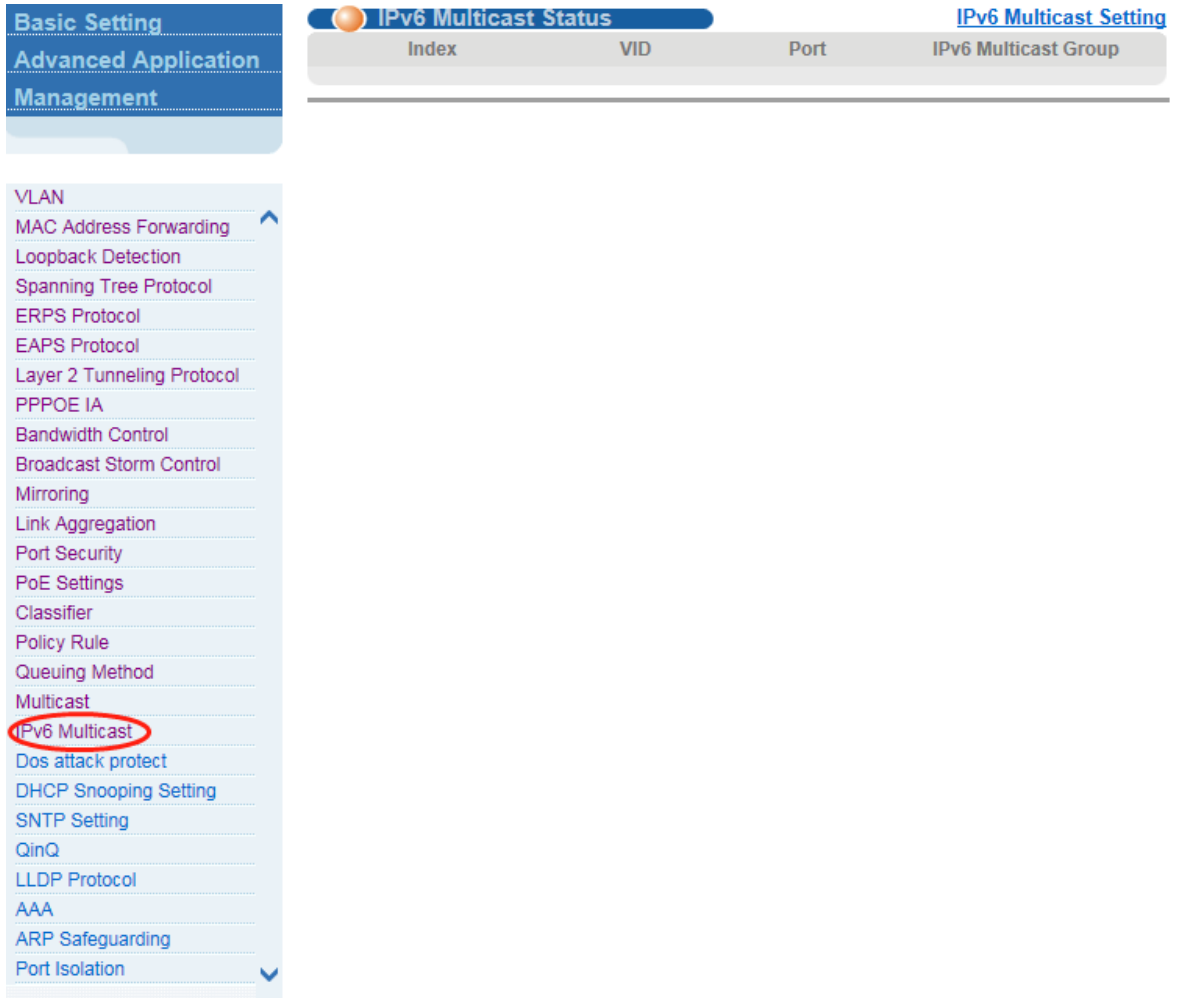 Basic Setting
Advanced Application
Management
IPv6 Multicast Status
IPv6 Multicast Setting
Index VID Port IPv6 Multicast Group
VLAN
MAC Address Forwarding
Loopback Detection
Spanning Tree Protocol
ERPS Protocol
EAPS Protocol
Layer 2 Tunneling Protocol
PPPOE IA
Bandwidth Control
Broadcast Storm Control
Mirroring
Link Aggregation
Port Security
PoE Settings
Classifier
Policy Rule
Queuing Method
Multicast
IPv6 Multicast
Dos attack protect
DHCP Snooping Setting
SNTP Setting
QinQ
LLDP Protocol
AAA
ARP Safeguarding
Port Isolation